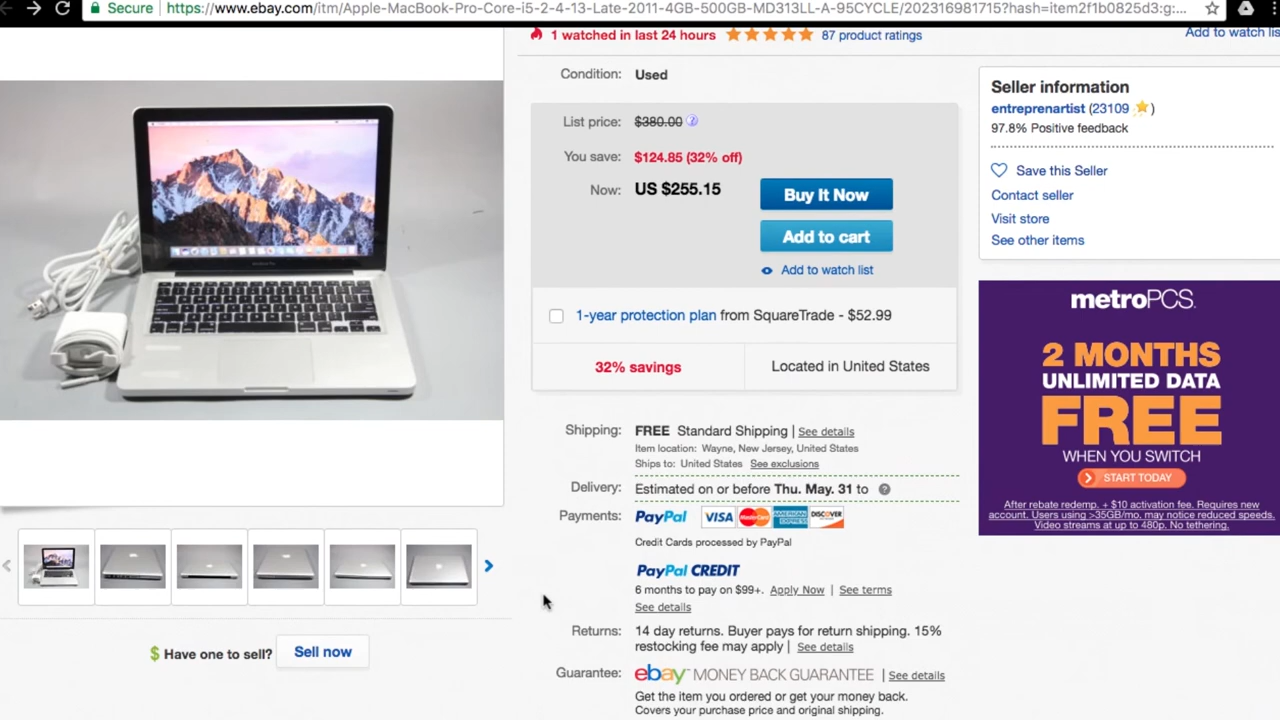 Secure
https://www.ebay.com/itm/Apple-MacBook-Pro-Core-i5-2-4-13-Late-2011-4GB-500GB-MD313LL-A-95CYCLE/202316981715?hash=item2f1b0825d3:g:...
1 watched in last 24 hours
87 product ratings
Add to watch lis
Condition: Used
List price: $380.00 ?
You save: $124.85 (32% off)
Now: US $255.15
Buy It Now
Add to cart
Add to watch list
1-year protection plan from SquareTrade - $52.99
32% savings
Located in United States
Shipping: FREE Standard Shipping | See details
Item location: Wayne, New Jersey, United States
Ships to: United States See exclusions
Delivery: Estimated on or before Thu. May. 31 to ?
Payments: PayPal VISA MasterCard AMERICAN EXPRESS DISCOVER
Credit Cards processed by PayPal
PayPal CREDIT
6 months to pay on $99+. Apply Now | See terms
See details
Returns: 14 day returns. Buyer pays for return shipping. 15%
restocking fee may apply | See details
Guarantee: ebay MONEY BACK GUARANTEE | See details
Get the item you ordered or get your money back.
Covers your purchase price and original shipping.
Seller information
entreprenartist (23109 )
97.8% Positive feedback
Save this Seller
Contact seller
Visit store
See other items
metroPCS.
2 MONTHS
UNLIMITED DATA
FREE
WHEN YOU SWITCH
START TODAY
After rebate redemp. + $10 activation fee. Requires new
account. Users using >35GB/mo. may notice reduced speeds.
Video streams at up to 480p. No tethering.
$ Have one to sell? Sell now